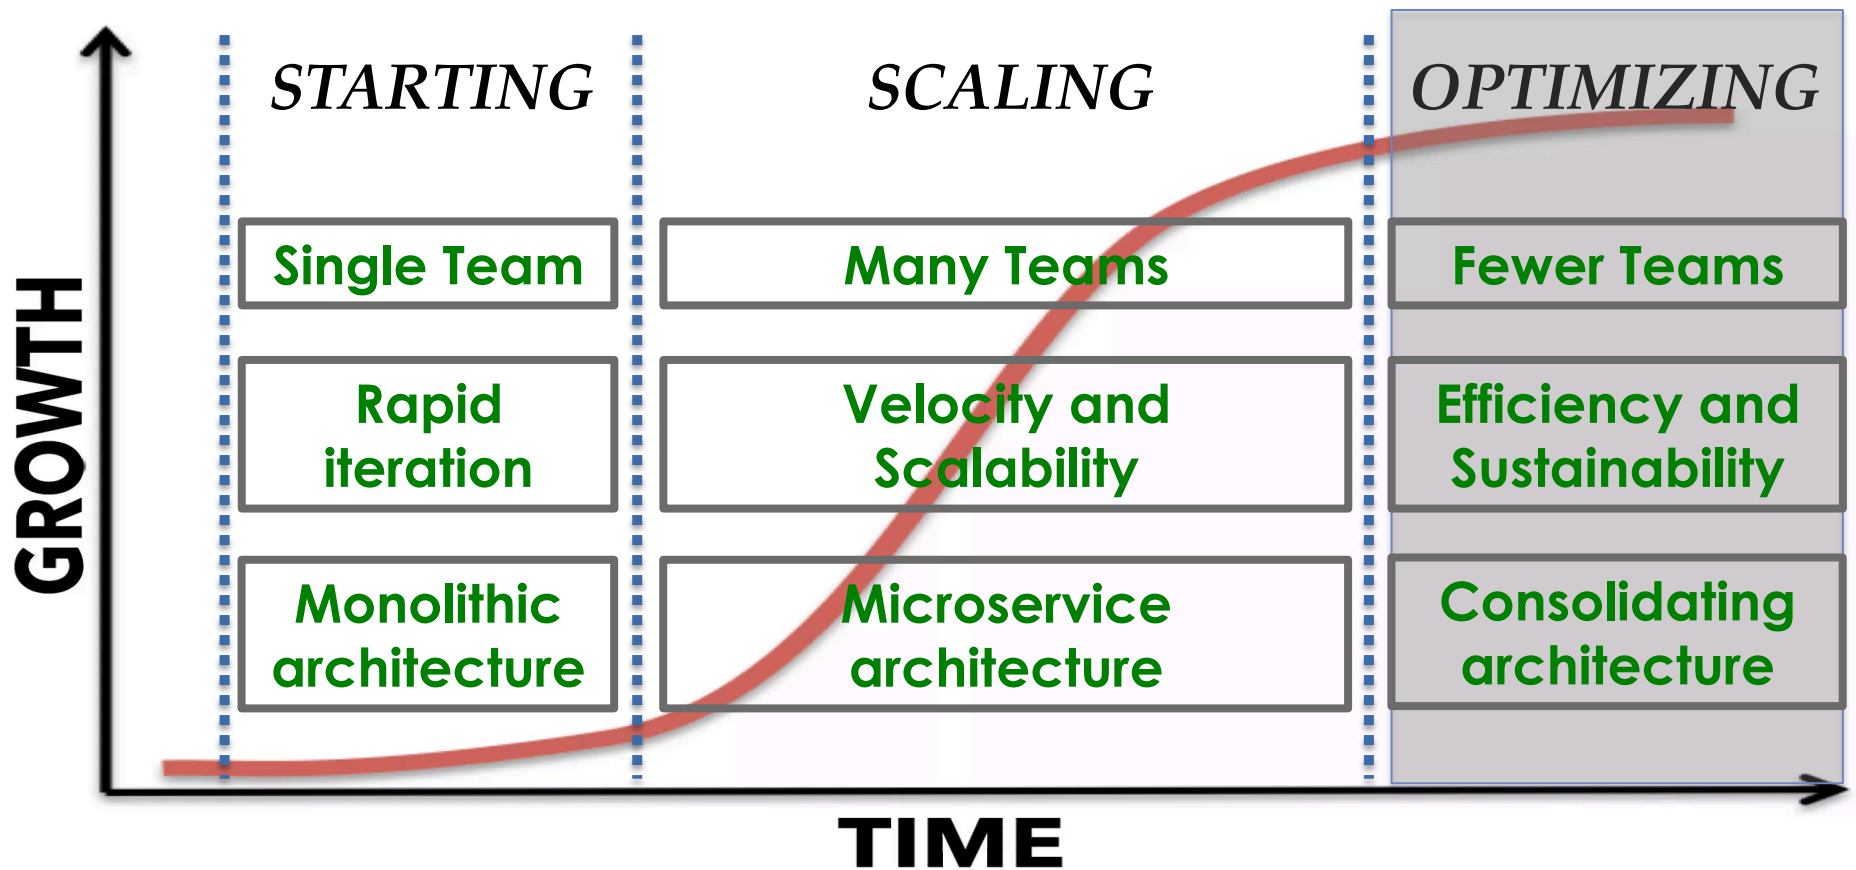 STARTING
SCALING
OPTIMIZING
Single Team
Many Teams
Fewer Teams
Rapid
iteration
Velocity and
Scalability
Efficiency and
Sustainability
Monolithic
architecture
Microservice
architecture
Consolidating
architecture
GROWTH
TIME